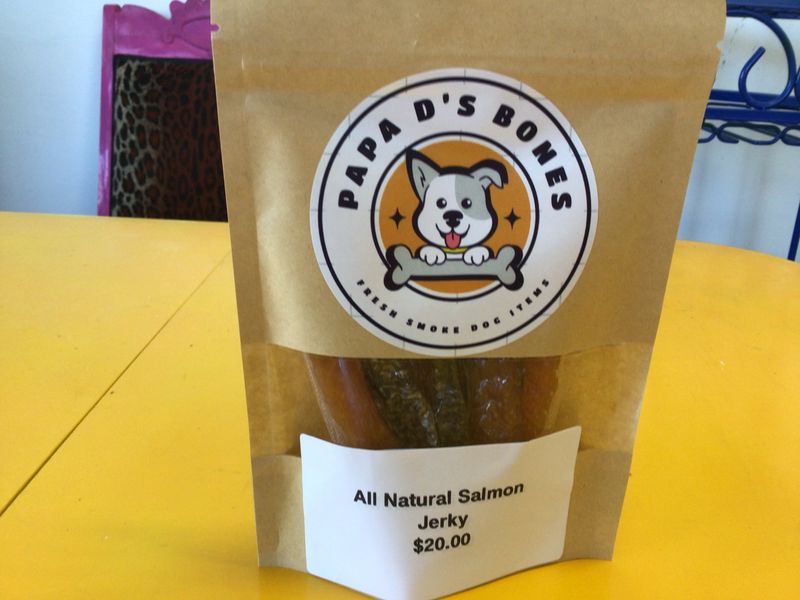 PAPA D'S BONES
FRESH SMOKE DOG ITEMS
All Natural Salmon
Jerky
$20.00